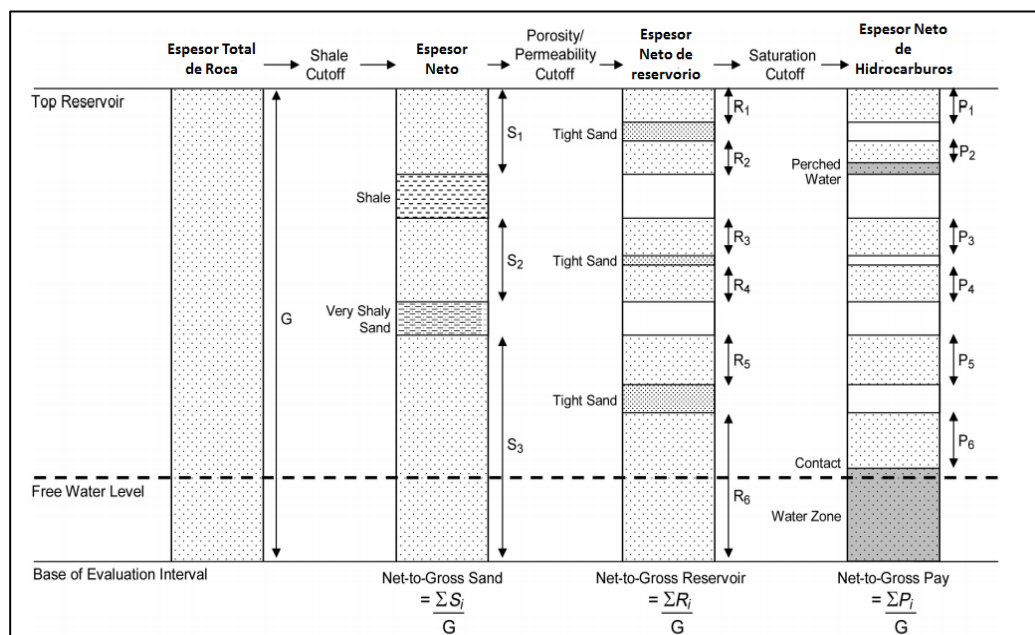 Espesor Total
de Roca
Shale
Cutoff
Espesor
Neto
Porosity/
Permeability
Cutoff
Espesor
Neto de
reservorio
Saturation
Cutoff
Espesor Neto
de
Hidrocarburos
Top Reservoir
G
S1
Shale
S2
Very Shaly
Sand
S3
R1
Tight Sand
R2
R3
Tight Sand
R4
R5
Tight Sand
R6
P1
P2
Perched
Water
P3
P4
P5
P6
Contact
Free Water Level
Water Zone
Base of Evaluation Interval
Net-to-Gross Sand
= ΣSi
G
Net-to-Gross Reservoir
= ΣRi
G
Net-to-Gross Pay
= ΣPi
G